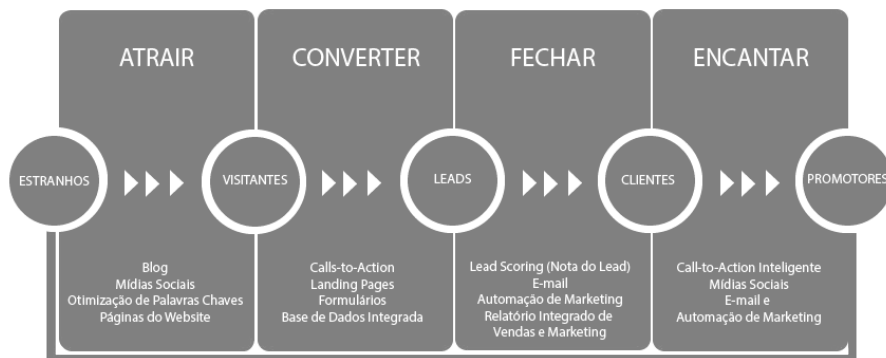 ATRAIR
CONVERTER
FECHAR
ENCANTAR
ESTRANHOS
VISITANTES
LEADS
CLIENTES
PROMOTORES
Blog
Mídias Sociais
Otimização de Palavras Chaves
Páginas do Website
Calls-to-Action
Landing Pages
Formulários
Base de Dados Integrada
Lead Scoring (Nota do Lead)
E-mail
Automação de Marketing
Relatório Integrado de
Vendas e Marketing
Call-to-Action Inteligente
Mídias Sociais
E-mail e
Automação de Marketing